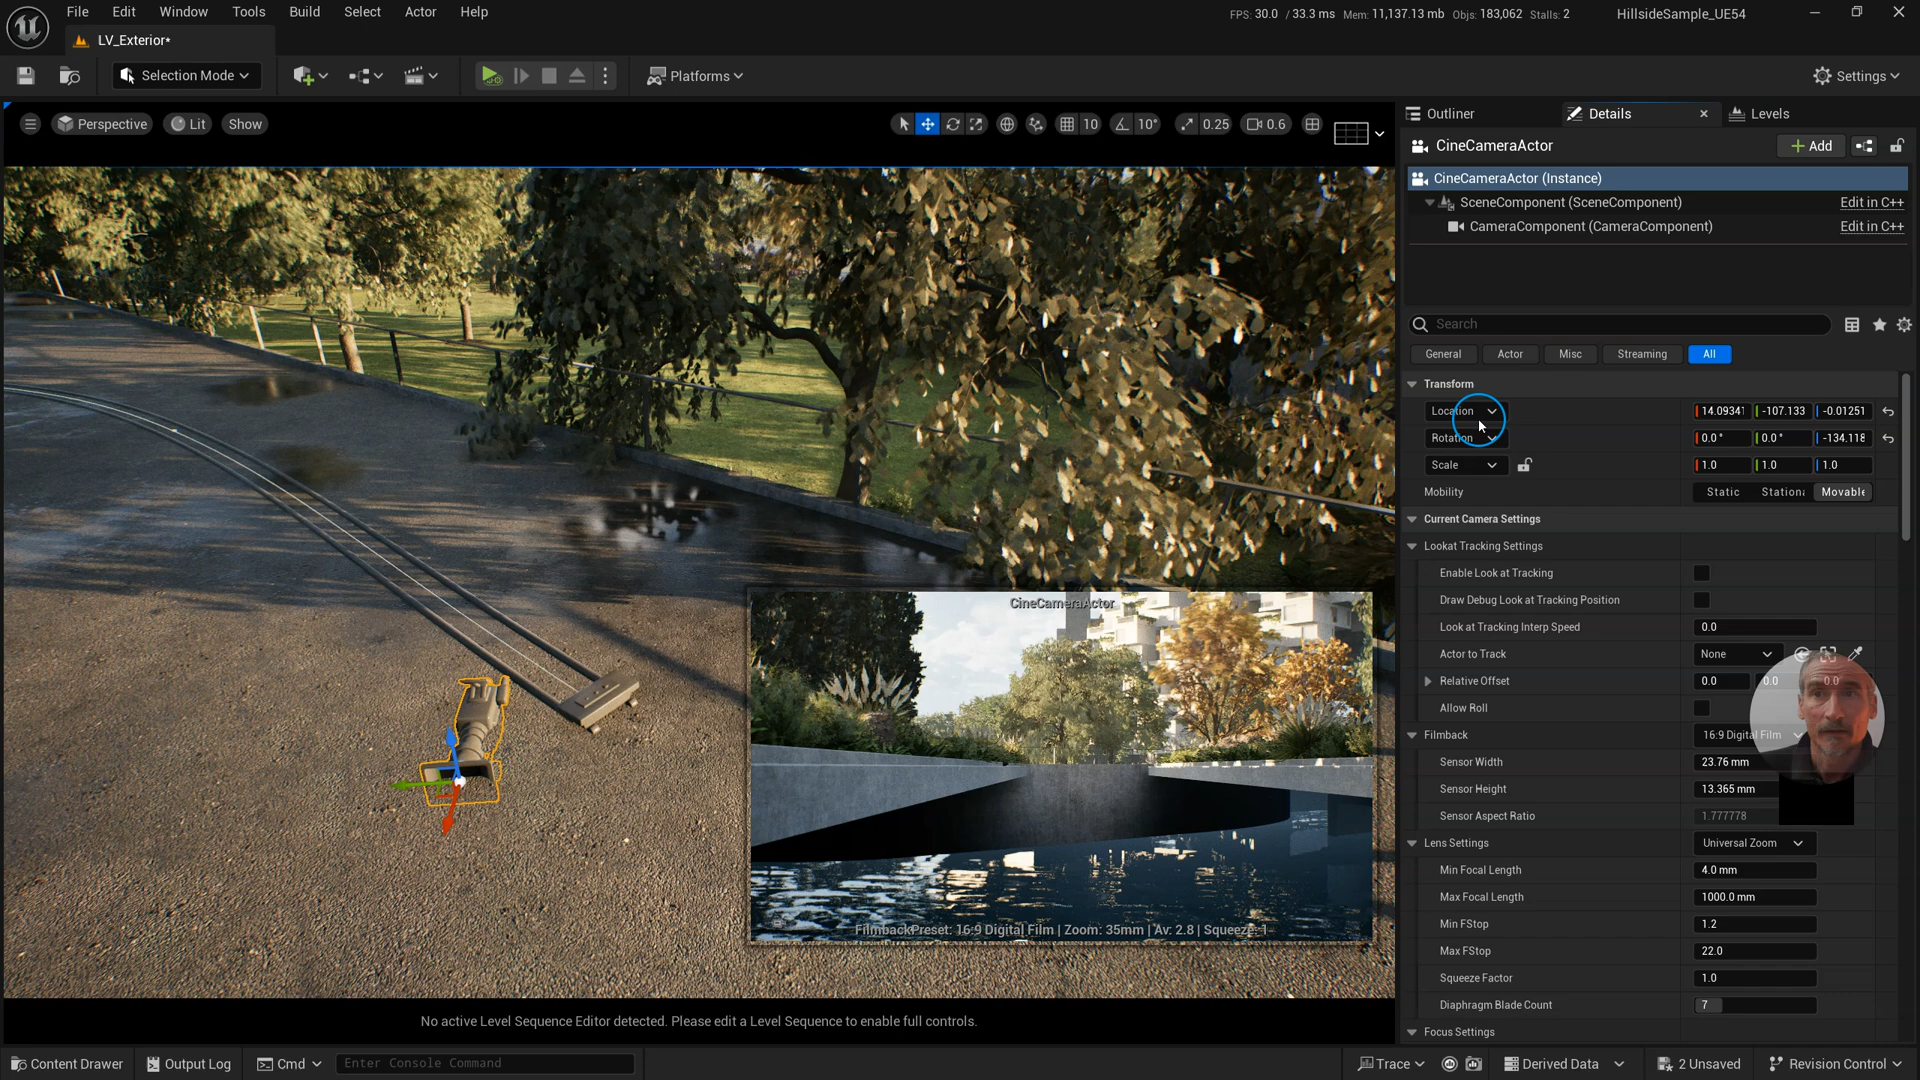 File Edit Window Tools Build Select Actor Help
FPS: 30.0 / 33.3 ms Mem: 11,137.13 mb Objs: 183,062 Stalls: 2 HillsideSample_UE54
LV_Exterior*
Selection Mode Platforms Settings
Perspective Lit Show 10 10° 0.25 0.6
Outliner Details Levels
CineCameraActor Add
CineCameraActor (Instance)
SceneComponent (SceneComponent) Edit in C++
CameraComponent (CameraComponent) Edit in C++
Search
General Actor Misc Streaming All
Transform
Location 14.09341 -107.133 -0.01251
Rotation 0.0° 0.0° -134.118
Scale 1.0 1.0 1.0
Mobility Static Station Movable
Current Camera Settings
Lookat Tracking Settings
Enable Look at Tracking
Draw Debug Look at Tracking Position
Look at Tracking Interp Speed 0.0
Actor to Track None
Relative Offset 0.0 0.0 0.0
Allow Roll
Filmback 16:9 Digital Film
Sensor Width 23.76 mm
Sensor Height 13.365 mm
Sensor Aspect Ratio 1.777778
Lens Settings Universal Zoom
Min Focal Length 4.0 mm
Max Focal Length 1000.0 mm
Min FStop 1.2
Max FStop 22.0
Squeeze Factor 1.0
Diaphragm Blade Count 7
Focus Settings
CineCameraActor
FilmbackPreset: 16:9 Digital Film | Zoom: 35mm | Av: 2.8 | Squeeze: 1
No active Level Sequence Editor detected. Please edit a Level Sequence to enable full controls.
Content Drawer Output Log Cmd Enter Console Command Trace Derived Data 2 Unsaved Revision Control